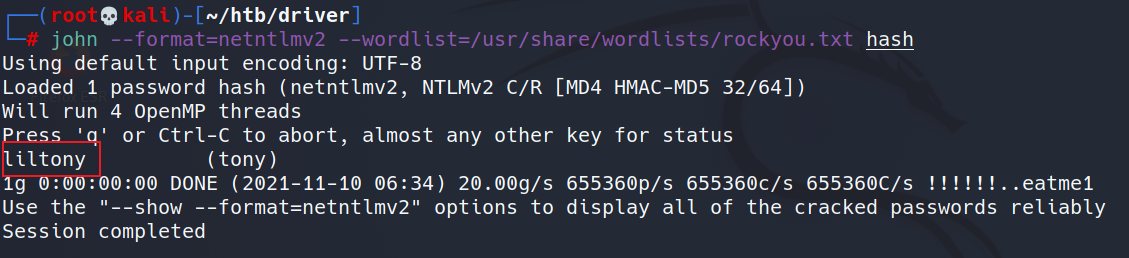 ┌──(root💀kali)-[~/htb/driver]
└─# john --format=netntlmv2 --wordlist=/usr/share/wordlists/rockyou.txt hash
Using default input encoding: UTF-8
Loaded 1 password hash (netntlmv2, NTLMv2 C/R [MD4 HMAC-MD5 32/64])
Will run 4 OpenMP threads
Press 'q' or Ctrl-C to abort, almost any other key for status
liltony          (tony)
1g 0:00:00:00 DONE (2021-11-10 06:34) 20.00g/s 655360p/s 655360c/s 655360C/s !!!!!!..eatme1
Use the "--show --format=netntlmv2" options to display all of the cracked passwords reliably
Session completed